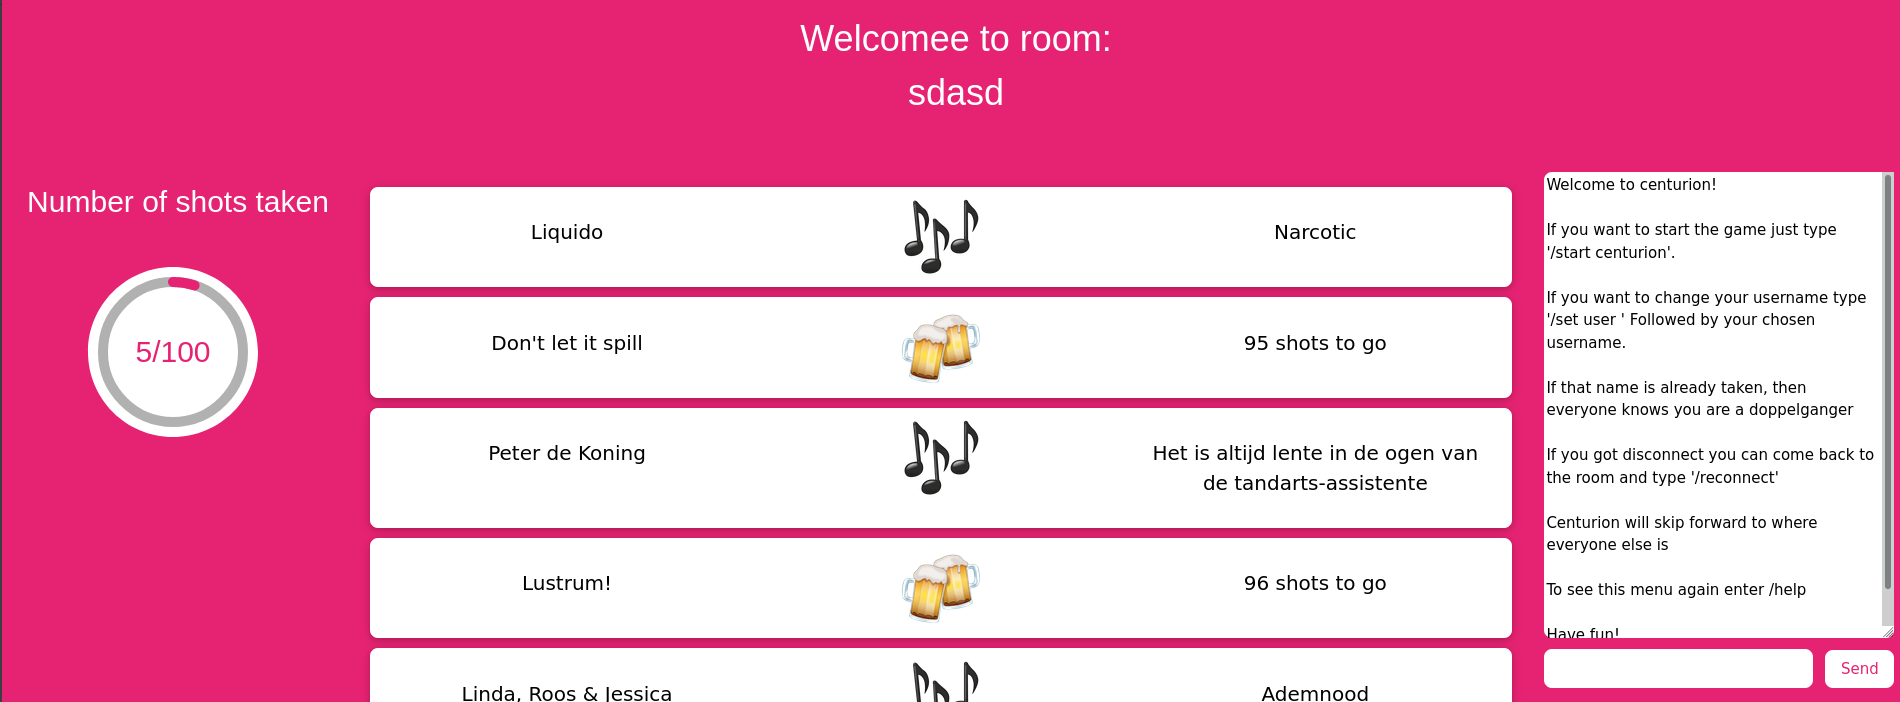 Welcomee to room:
sdasd
Number of shots taken
5/100
Liquido
Narcotic
Don't let it spill
95 shots to go
Peter de Koning
Het is altijd lente in de ogen van
de tandarts-assistente
Lustrum!
96 shots to go
Linda, Roos & Jessica
Ademnood
Welcome to centurion!
If you want to start the game just type
'/start centurion'.
If you want to change your username type
'/set user ' Followed by your chosen
username.
If that name is already taken, then
everyone knows you are a doppelganger
If you got disconnect you can come back to
the room and type '/reconnect'
Centurion will skip forward to where
everyone else is
To see this menu again enter /help
Have fun!
Send